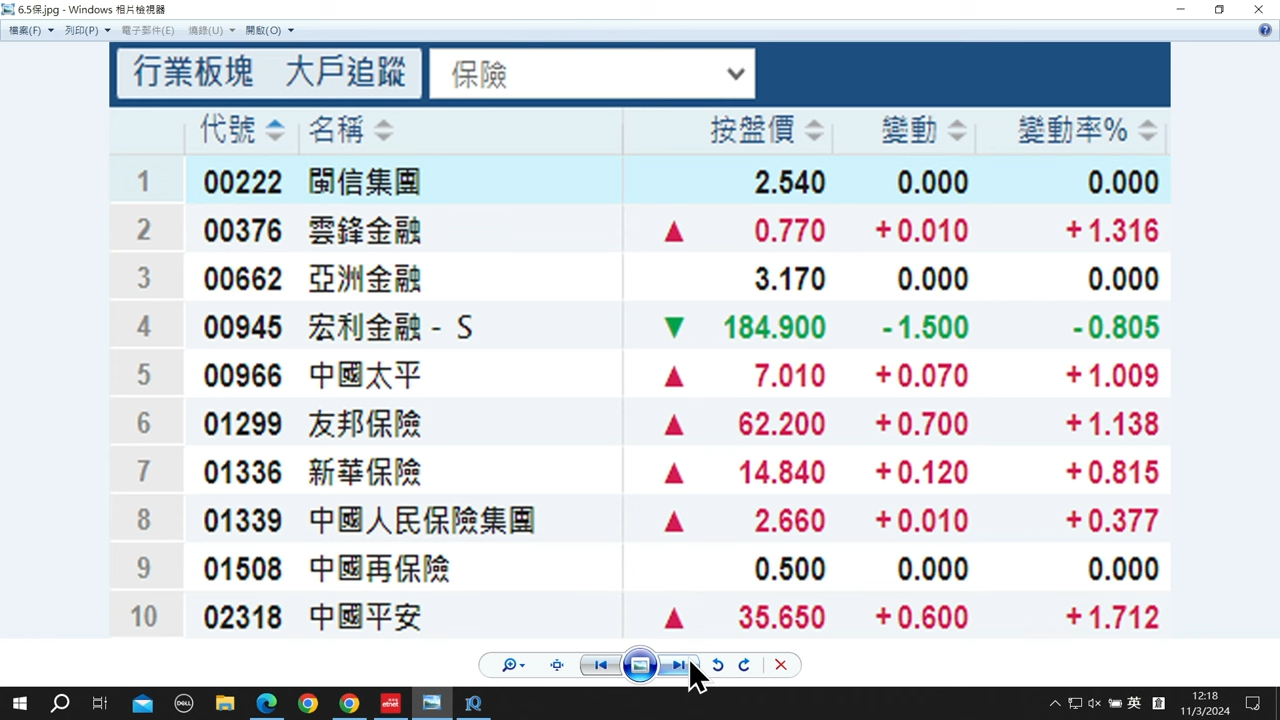 6.5保.jpg - Windows 相片檢視器
檔案(F) 列印(P) 電子郵件(E) 燒錄(U) 開啟(O)
行業板塊 大戶追蹤 保險
代號 名稱 按盤價 變動 變動率%
1 00222 閩信集團 2.540 0.000 0.000
2 00376 雲鋒金融 ▲ 0.770 +0.010 +1.316
3 00662 亞洲金融 3.170 0.000 0.000
4 00945 宏利金融－S ▼ 184.900 -1.500 -0.805
5 00966 中國太平 ▲ 7.010 +0.070 +1.009
6 01299 友邦保險 ▲ 62.200 +0.700 +1.138
7 01336 新華保險 ▲ 14.840 +0.120 +0.815
8 01339 中國人民保險集團 ▲ 2.660 +0.010 +0.377
9 01508 中國再保險 0.500 0.000 0.000
10 02318 中國平安 ▲ 35.650 +0.600 +1.712
DELL etnet IQ 英 12:18
11/3/2024